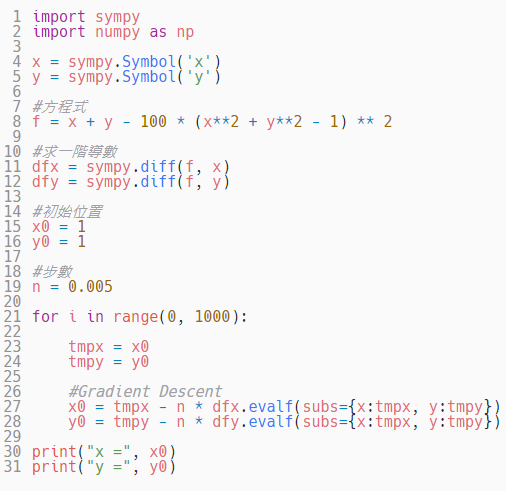 1 import sympy
2 import numpy as np
3
4 x = sympy.Symbol('x')
5 y = sympy.Symbol('y')
6
7 #方程式
8 f = x + y - 100 * (x**2 + y**2 - 1) ** 2
9
10 #求一階導數
11 dfx = sympy.diff(f, x)
12 dfy = sympy.diff(f, y)
13
14 #初始位置
15 x0 = 1
16 y0 = 1
17
18 #步數
19 n = 0.005
20
21 for i in range(0, 1000):
22
23     tmpx = x0
24     tmpy = y0
25
26     #Gradient Descent
27     x0 = tmpx - n * dfx.evalf(subs={x:tmpx, y:tmpy})
28     y0 = tmpy - n * dfy.evalf(subs={x:tmpx, y:tmpy})
29
30 print("x =", x0)
31 print("y =", y0)